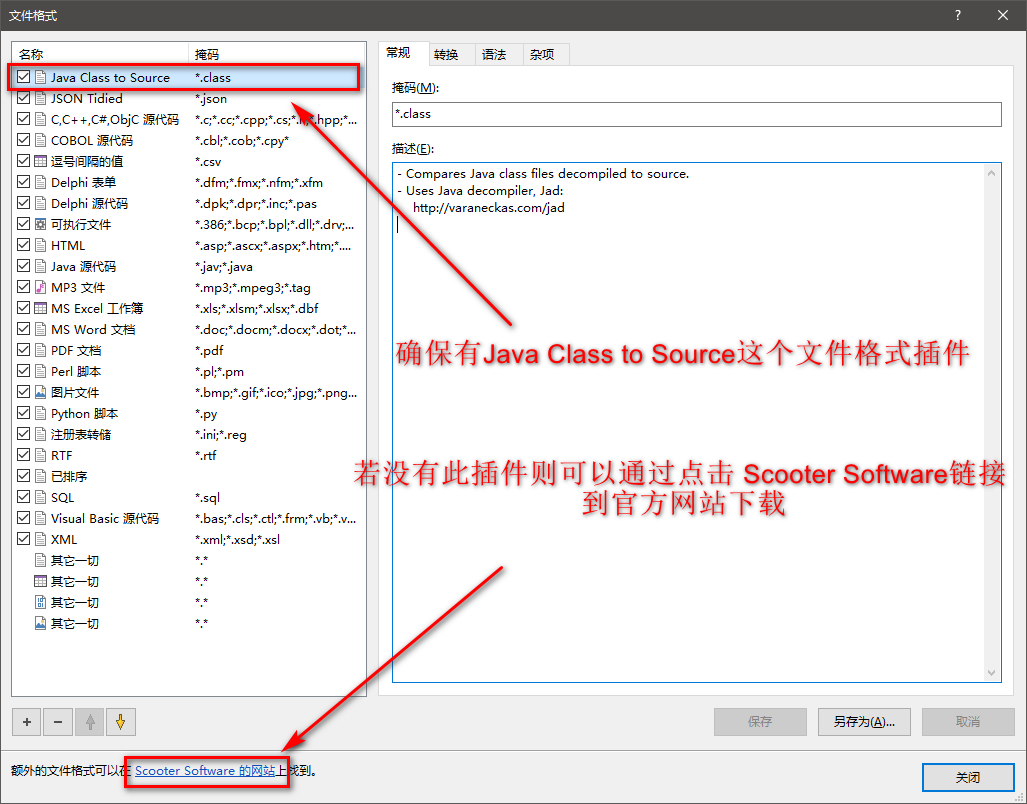 文件格式
?
名称 掩码
Java Class to Source *.class
JSON Tidied *.json
C,C++,C#,ObjC 源代码
*.c;*.cc;*.cpp;*.cs;*.h;*.hpp;*...
COBOL 源代码 *.cbl;*.cob;*.cpy*
逗号间隔的值 *.csv
Delphi 表单 *.dfm;*.fmx;*.nfm;*.xfm
Delphi 源代码 *.dpk;*.dpr;*.inc;*.pas
可执行文件 *.386;*.bcp;*.bpl;*.dll;*.drv;...
HTML *.asp;*.ascx;*.aspx;*.htm;*....
Java 源代码 *.jav;*.java
MP3 文件 *.mp3;*.mpeg3;*.tag
MS Excel 工作簿 *.xls;*.xlsm;*.xlsx;*.dbf
MS Word 文档 *.doc;*.docm;*.docx;*.dot;*...
PDF 文档 *.pdf
Perl 脚本 *.pl;*.pm
图片文件 *.bmp;*.gif;*.ico;*.jpg;*.png...
Python 脚本 *.py
注册表转储 *.ini;*.reg
RTF *.rtf
已排序
SQL *.sql
Visual Basic 源代码 *.bas;*.cls;*.ctl;*.frm;*.vb;*.v...
XML *.xml;*.xsd;*.xsl
其它一切 *.*
其它一切 *.*
其它一切 *.*
其它一切 *.*
常规 转换 语法 杂项
掩码(M):
*.class
描述(E):
- Compares Java class files decompiled to source.
- Uses Java decompiler, Jad:
http://varaneckas.com/jad
确保有Java Class to Source这个文件格式插件
若没有此插件则可以通过点击 Scooter Software链接
到官方网站下载
保存 另存为(A)... 取消
额外的文件格式可以在 Scooter Software 的网站上找到。
关闭